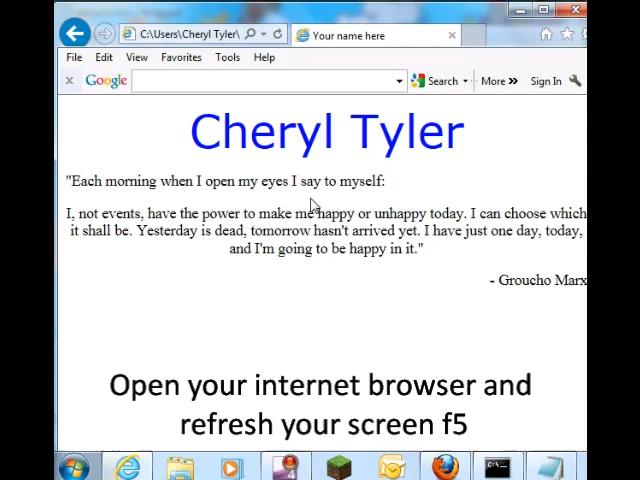 C:\Users\Cheryl Tyler\
Your name here
File Edit View Favorites Tools Help
Google Search More » Sign In
Cheryl Tyler
"Each morning when I open my eyes I say to myself:
I, not events, have the power to make me happy or unhappy today. I can choose which
it shall be. Yesterday is dead, tomorrow hasn't arrived yet. I have just one day, today,
and I'm going to be happy in it."
- Groucho Marx
Open your internet browser and
refresh your screen f5
C:\_